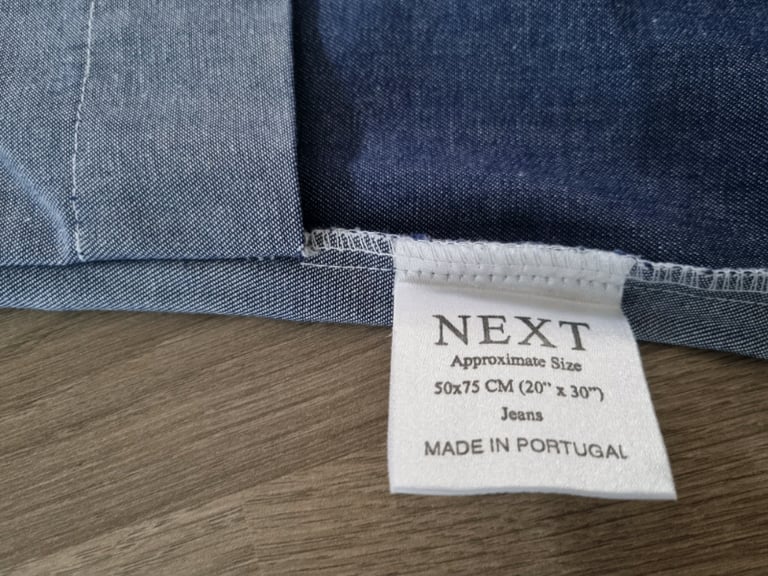 NEXT
Approximate Size
50x75 CM (20" x 30")
Jeans
MADE IN PORTUGAL